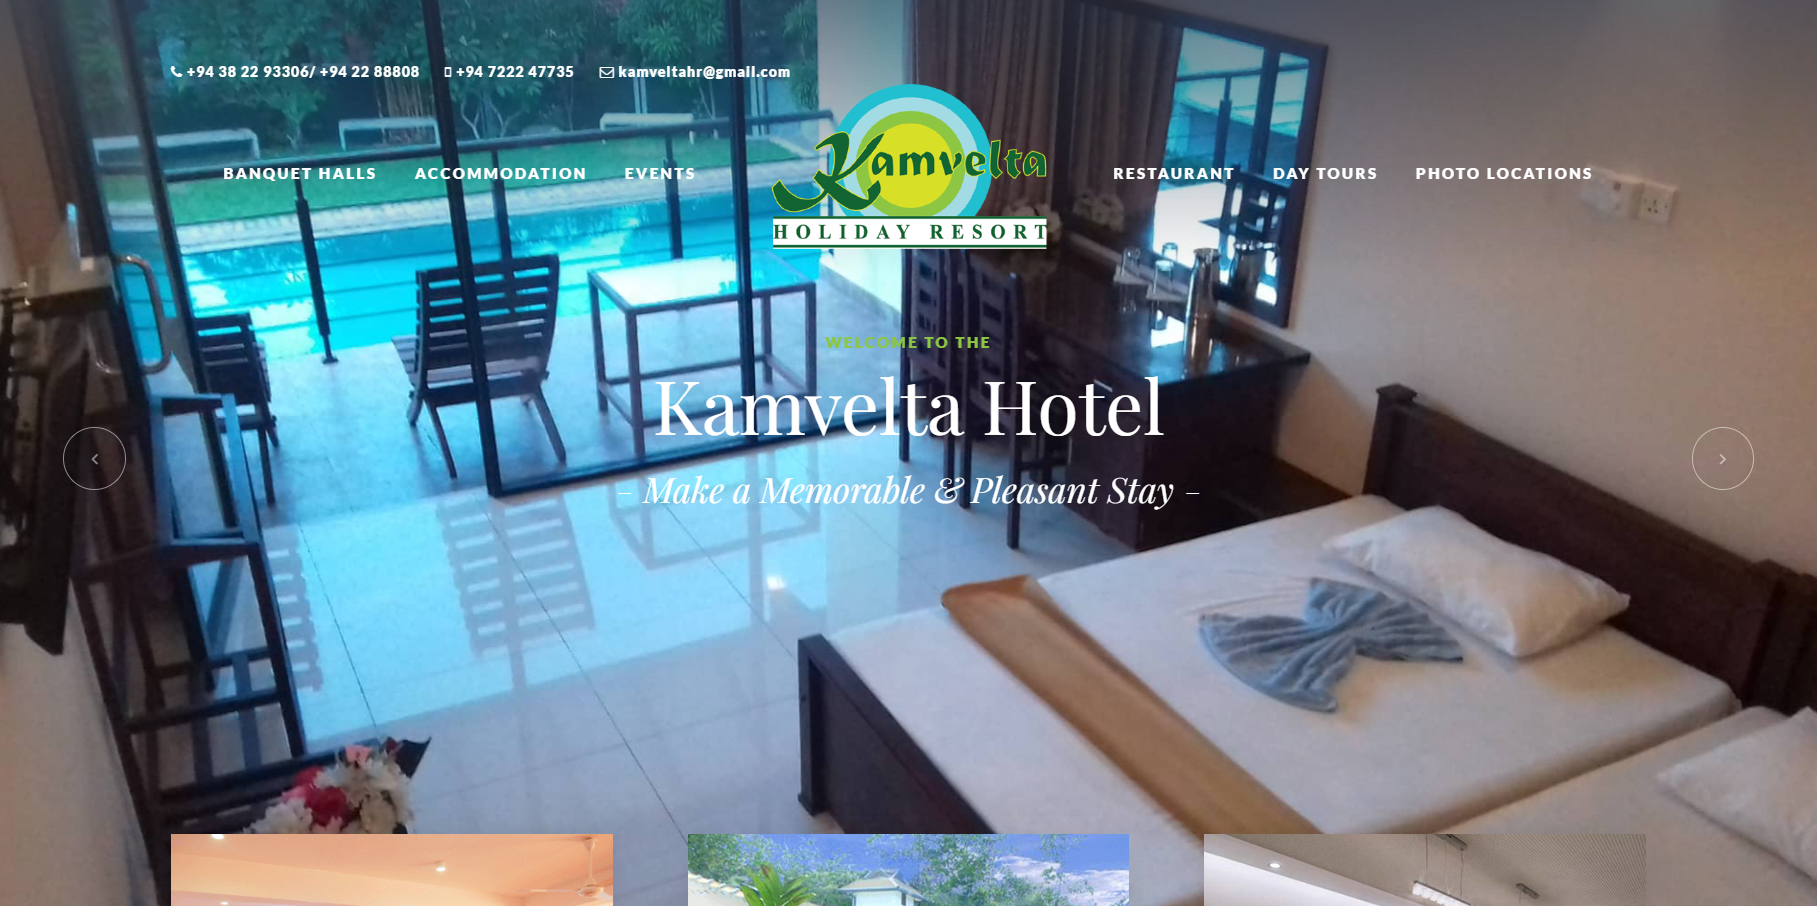 +94 38 22 93306/ +94 22 88808 +94 7222 47735 kamveltahr@gmail.com
BANQUET HALLS ACCOMMODATION EVENTS
Kamvelta
HOLIDAY RESORT
RESTAURANT DAY TOURS PHOTO LOCATIONS
WELCOME TO THE
Kamvelta Hotel
- Make a Memorable & Pleasant Stay -